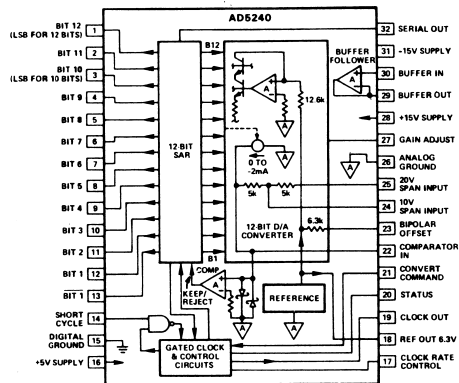 AD5240
BIT 12
(LSB FOR 12 BITS)
1
BIT 11
2
BIT 10
(LSB FOR 10 BITS)
3
BIT 9
4
BIT 8
5
BIT 7
6
BIT 6
7
BIT 5
8
BIT 4
9
BIT 3
10
BIT 2
11
BIT 1
12
BIT 1
13
SHORT
CYCLE
14
DIGITAL
GROUND
15
+5V SUPPLY
16
12-BIT
SAR
B12
B1
A
12.6k
A
0 TO
-2mA
A
5k
5k
12-BIT D/A
CONVERTER
6.3k
COMP
KEEP/
REJECT
A
A
A
REFERENCE
A
GATED CLOCK
& CONTROL
CIRCUITS
BUFFER
FOLLOWER
A
A
32
SERIAL OUT
31
-15V SUPPLY
30
BUFFER IN
29
BUFFER OUT
28
+15V SUPPLY
27
GAIN ADJUST
26
ANALOG
GROUND
25
20V
SPAN INPUT
24
10V
SPAN INPUT
23
BIPOLAR
OFFSET
22
COMPARATOR
IN
21
CONVERT
COMMAND
20
STATUS
19
CLOCK OUT
18
REF OUT 6.3V
17
CLOCK RATE
CONTROL